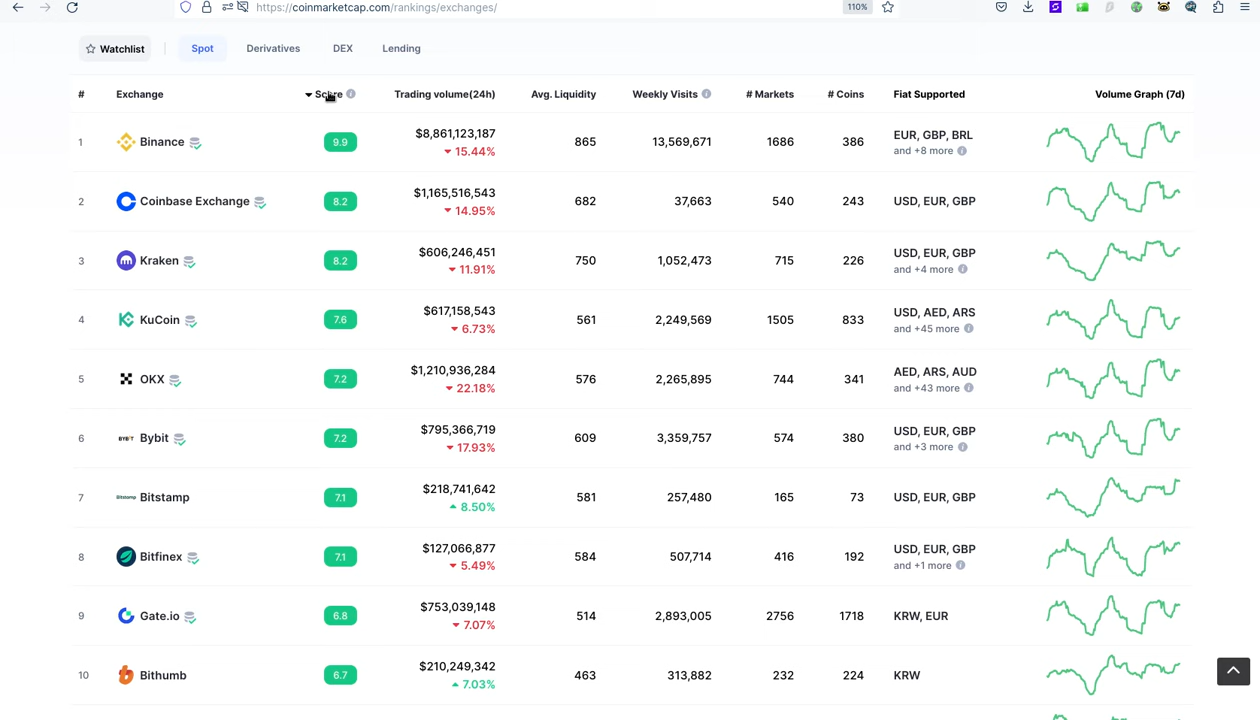 https://coinmarketcap.com/rankings/exchanges/
110%
Watchlist
Spot
Derivatives
DEX
Lending
# Exchange Score Trading volume(24h) Avg. Liquidity Weekly Visits # Markets # Coins Fiat Supported Volume Graph (7d)
1 Binance 9.9 $8,861,123,187 865 13,569,671 1686 386 EUR, GBP, BRL
15.44% and +8 more
2 Coinbase Exchange 8.2 $1,165,516,543 682 37,663 540 243 USD, EUR, GBP
14.95%
3 Kraken 8.2 $606,246,451 750 1,052,473 715 226 USD, EUR, GBP
11.91% and +4 more
4 KuCoin 7.6 $617,158,543 561 2,249,569 1505 833 USD, AED, ARS
6.73% and +45 more
5 OKX 7.2 $1,210,936,284 576 2,265,895 744 341 AED, ARS, AUD
22.18% and +43 more
6 BYBIT Bybit 7.2 $795,366,719 609 3,359,757 574 380 USD, EUR, GBP
17.93% and +3 more
7 Bitstamp Bitstamp 7.1 $218,741,642 581 257,480 165 73 USD, EUR, GBP
8.50%
8 Bitfinex 7.1 $127,066,877 584 507,714 416 192 USD, EUR, GBP
5.49% and +1 more
9 Gate.io 6.8 $753,039,148 514 2,893,005 2756 1718 KRW, EUR
7.07%
10 Bithumb 6.7 $210,249,342 463 313,882 232 224 KRW
7.03%